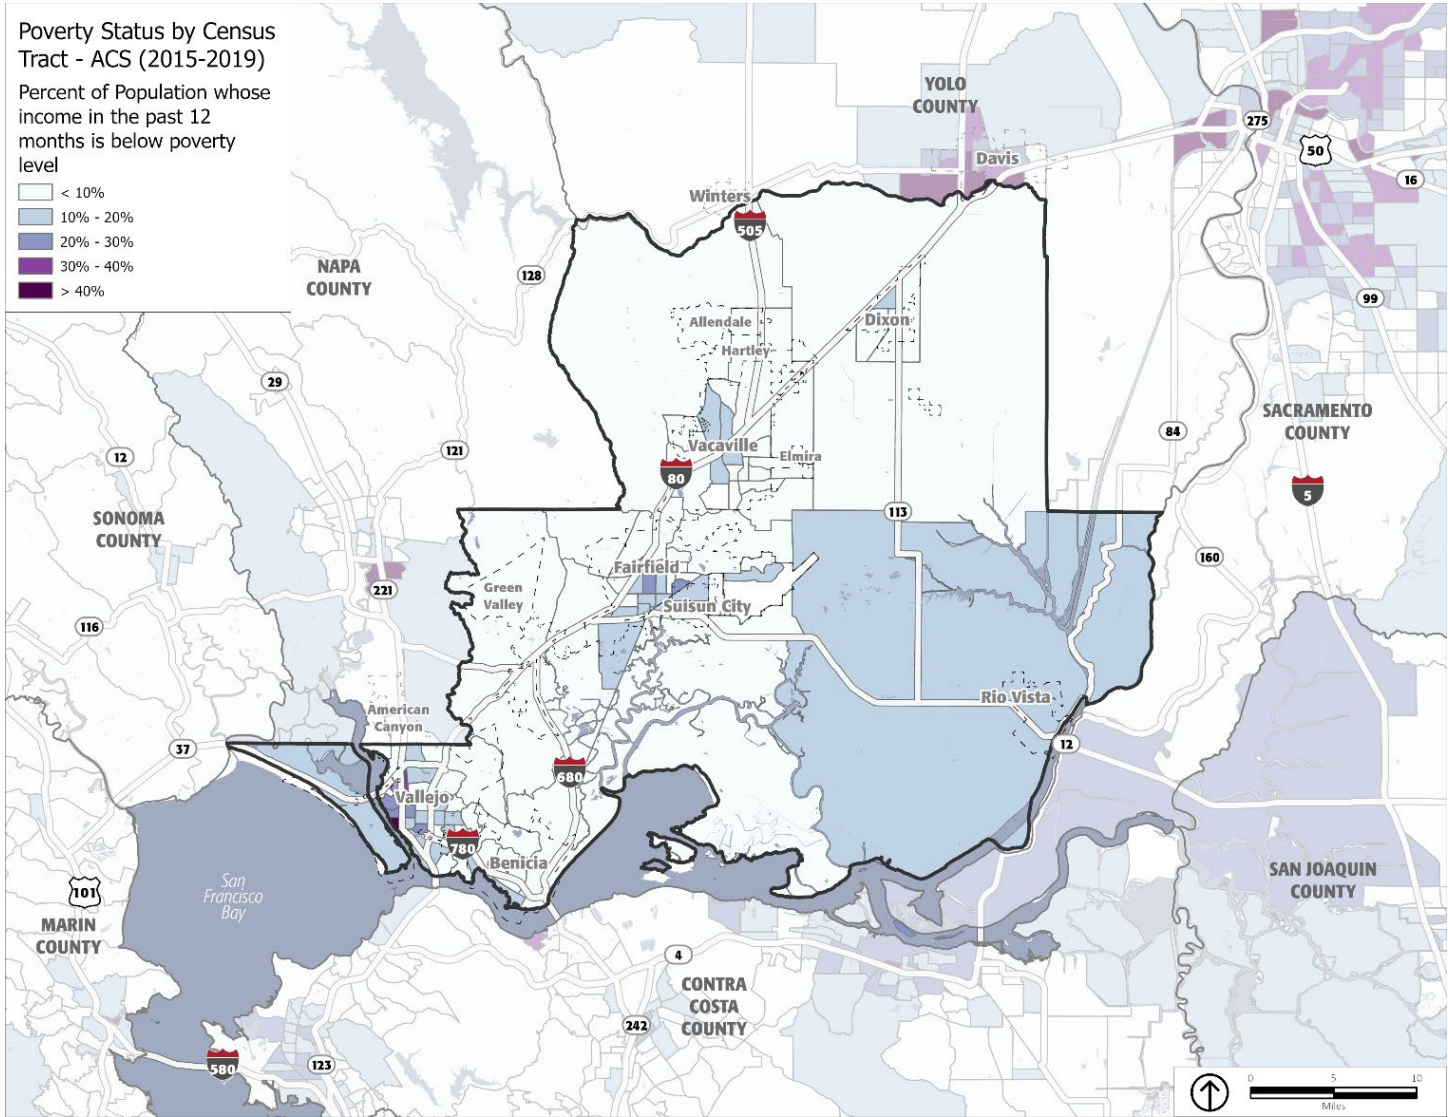 Poverty Status by Census
Tract - ACS (2015-2019)
Percent of Population whose
income in the past 12
months is below poverty
level
< 10%
10% - 20%
20% - 30%
30% - 40%
> 40%
YOLO
COUNTY
275
50
Davis
16
Winters
505
NAPA
COUNTY
128
99
Allendale
Dixon
Hartley
29
SACRAMENTO
COUNTY
84
121
Vacaville
12
Elmira
80
5
113
SONOMA
COUNTY
160
Fairfield
221
Green
Valley
Suisun City
116
Rio Vista
American
Canyon
37
12
680
Vallejo
780
Benicia
San
Francisco
Bay
101
SAN JOAQUIN
COUNTY
MARIN
COUNTY
4
CONTRA
COSTA
COUNTY
242
580
123
0 5 10
Miles